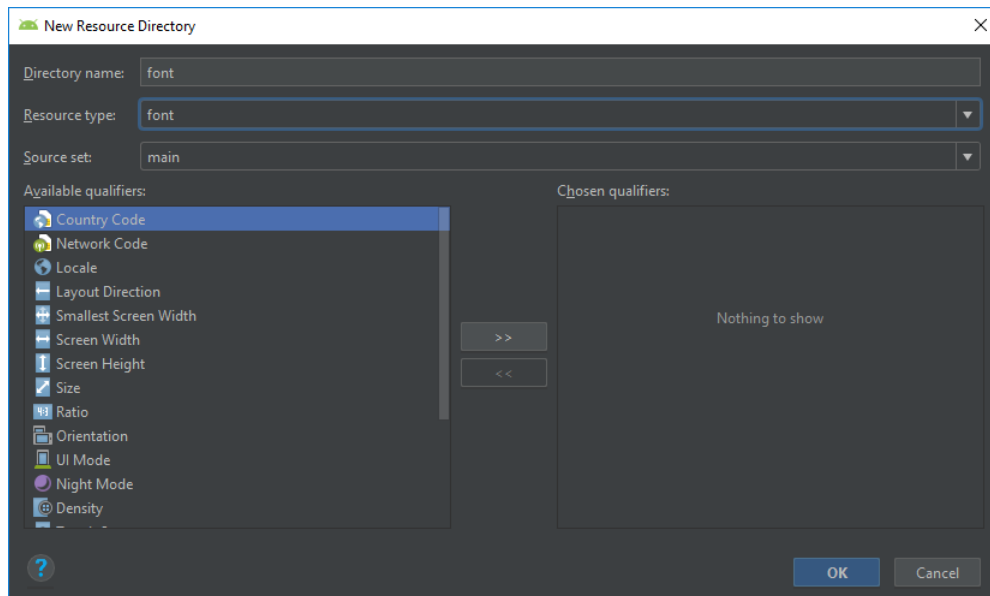 New Resource Directory
Directory name: font
Resource type: font
Source set: main
Available qualifiers:
Chosen qualifiers:
Country Code
Network Code
Locale
Layout Direction
Smallest Screen Width
Screen Width
Screen Height
Size
Ratio
Orientation
UI Mode
Night Mode
Density
>>
<<
Nothing to show
?
OK
Cancel